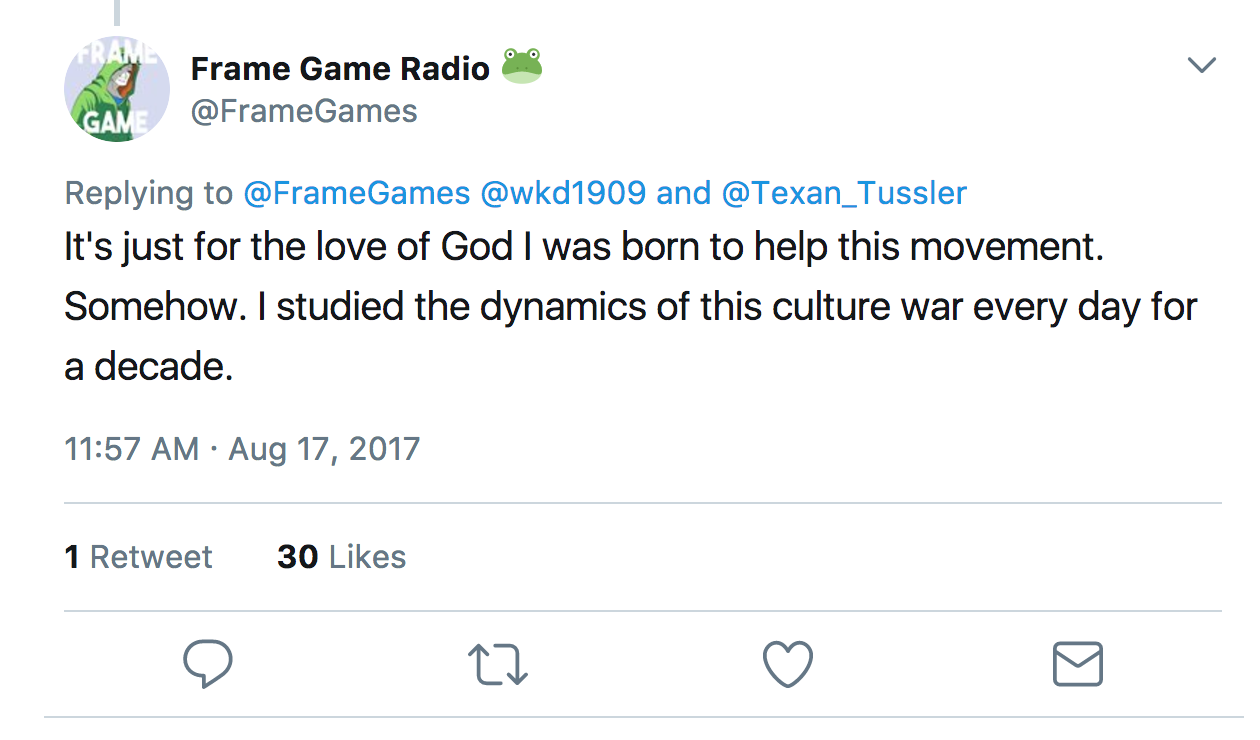 FRAME
GAME
Frame Game Radio 🐸
@FrameGames
Replying to @FrameGames @wkd1909 and @Texan_Tussler
It's just for the love of God I was born to help this movement.
Somehow. I studied the dynamics of this culture war every day for
a decade.
11:57 AM · Aug 17, 2017
1 Retweet 30 Likes